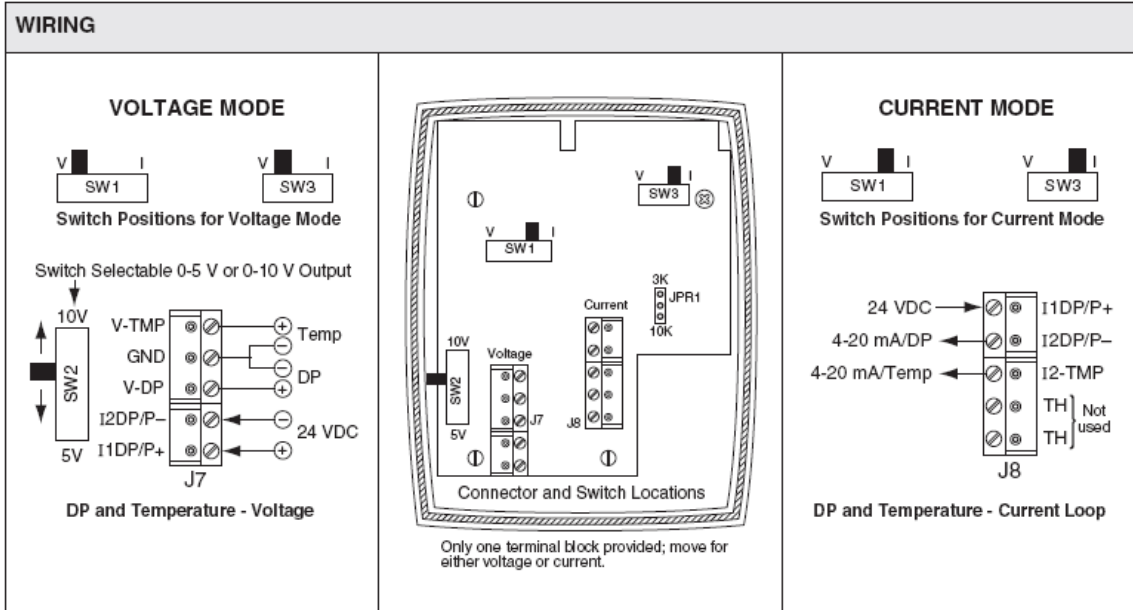 WIRING
VOLTAGE MODE
V I
SW1
V I
SW3
Switch Positions for Voltage Mode
Switch Selectable 0-5 V or 0-10 V Output
10V
SW2
5V
V-TMP
GND
V-DP
I2DP/P–
I1DP/P+
+
–
Temp
–
+
DP
–
+
24 VDC
J7
DP and Temperature - Voltage
V I
SW3
V I
SW1
3K
JPR1
10K
Current
J8
10V
SW2
5V
Voltage
J7
Connector and Switch Locations
Only one terminal block provided; move for
either voltage or current.
CURRENT MODE
V I
SW1
V I
SW3
Switch Positions for Current Mode
24 VDC
4-20 mA/DP
4-20 mA/Temp
I1DP/P+
I2DP/P–
I2-TMP
TH
TH
Not
used
J8
DP and Temperature - Current Loop